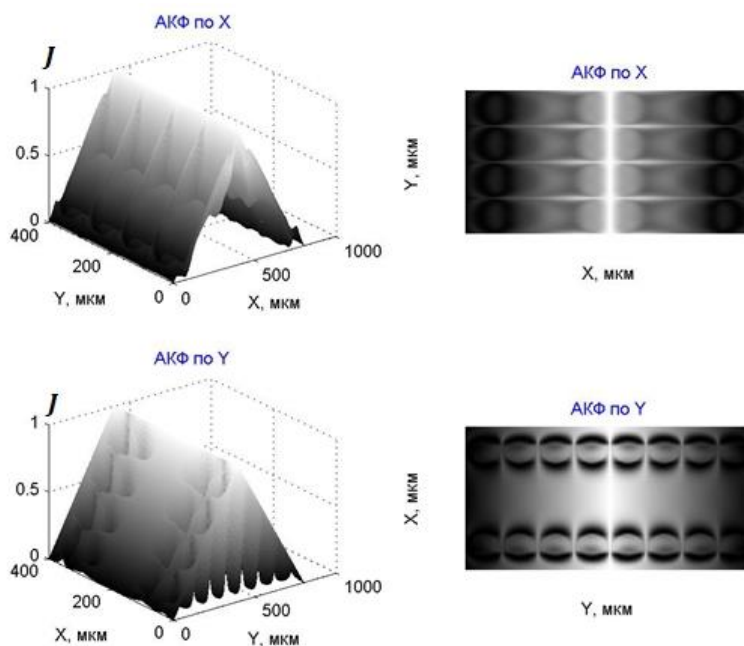 АКФ по X
J
1
0.5
0
400
200
0
0
500
1000
Y, мкм
X, мкм
АКФ по X
Y, мкм
X, мкм
АКФ по Y
J
1
0.5
0
400
200
0
0
500
1000
X, мкм
Y, мкм
АКФ по Y
X, мкм
Y, мкм